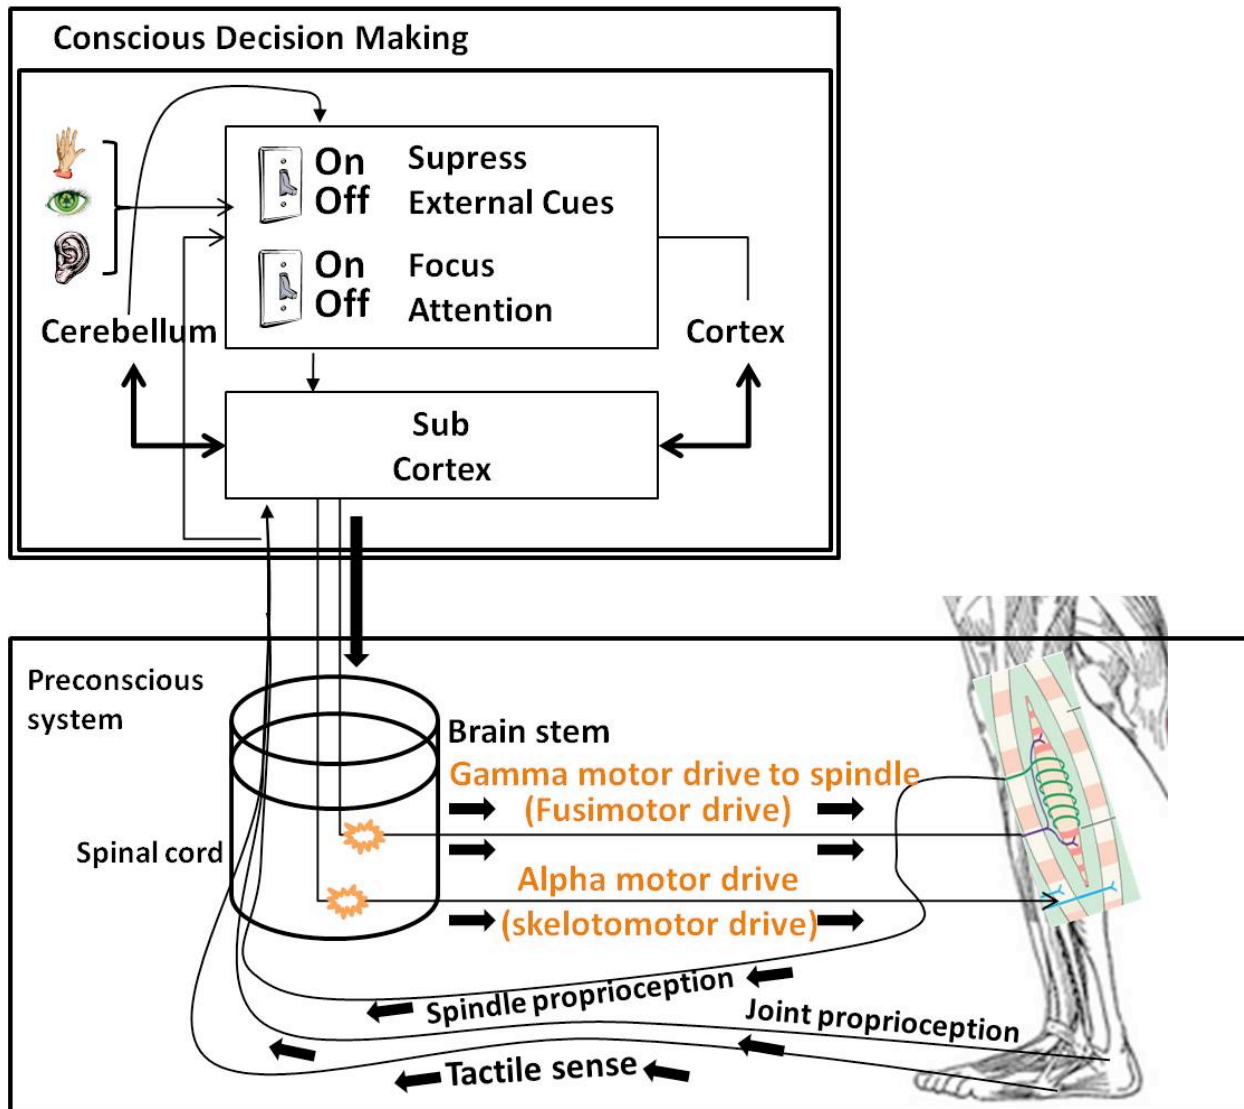 Conscious Decision Making
On
Off
Supress
External Cues
On
Off
Focus
Attention
Cerebellum
Cortex
Sub
Cortex
Preconscious
system
Brain stem
Gamma motor drive to spindle
(Fusimotor drive)
Spinal cord
Alpha motor drive
(skelotomotor drive)
Spindle proprioception
Joint proprioception
Tactile sense